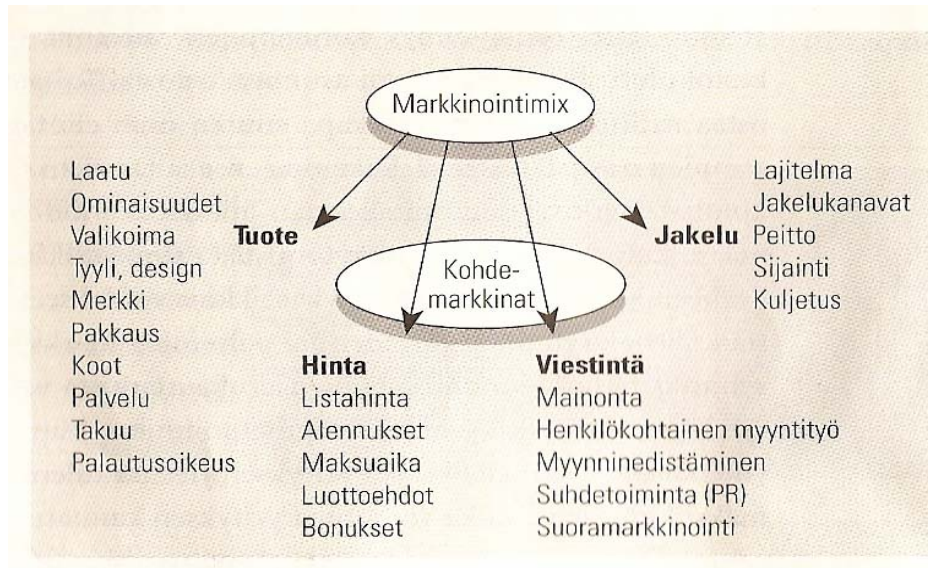 Markkinointimix
Laatu
Ominaisuudet
Valikoima
Tyyli, design
Merkki
Pakkaus
Koot
Palvelu
Takuu
Palautusoikeus
Tuote
Kohde-
markkinat
Jakelu
Lajitelma
Jakelukanavat
Peitto
Sijainti
Kuljetus
Hinta
Listahinta
Alennukset
Maksuaika
Luottoehdot
Bonukset
Viestintä
Mainonta
Henkilökohtainen myyntityö
Myynninedistäminen
Suhdetoiminta (PR)
Suoramarkkinointi